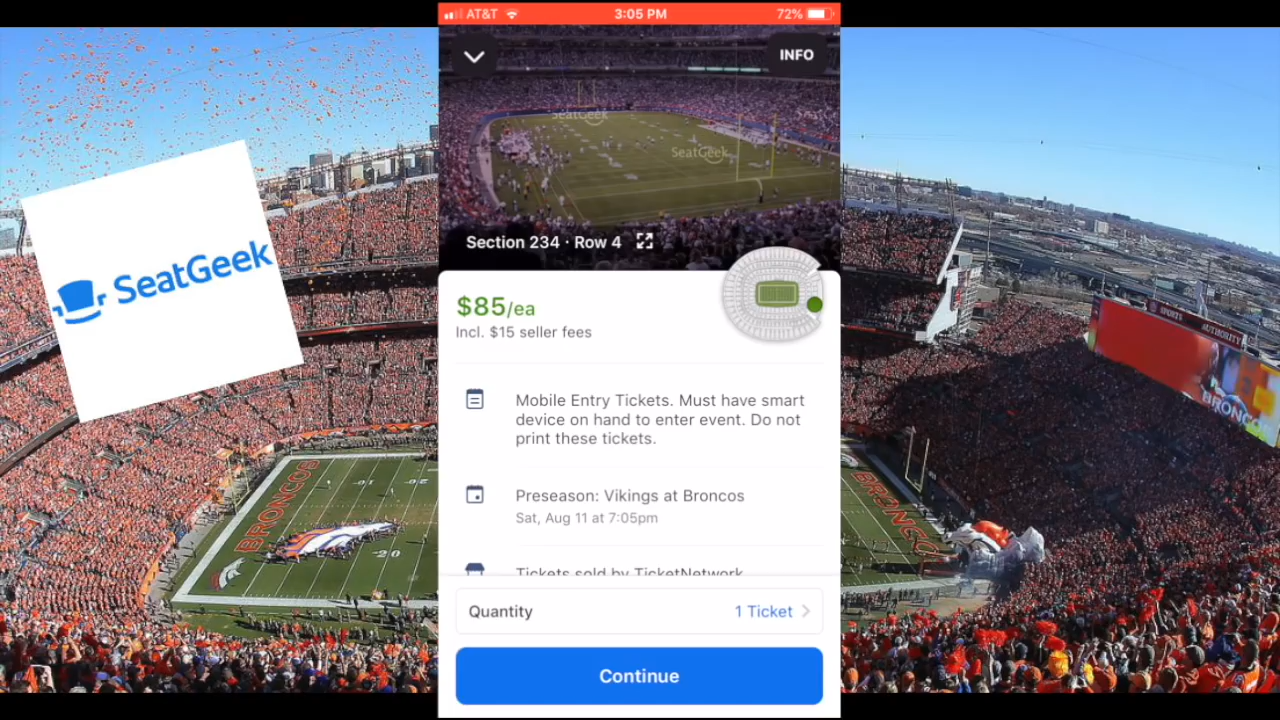 AT&T
3:05 PM
72%
INFO
SeatGeek
SeatGeek
SeatGeek
Section 234 · Row 4
$85/ea
Incl. $15 seller fees
Mobile Entry Tickets. Must have smart
device on hand to enter event. Do not
print these tickets.
Preseason: Vikings at Broncos
Sat, Aug 11 at 7:05pm
Tickets sold by TicketNetwork
Quantity
1 Ticket
Continue
SPORTS AUTHORITY
BRONCOS
BRONCOS
20